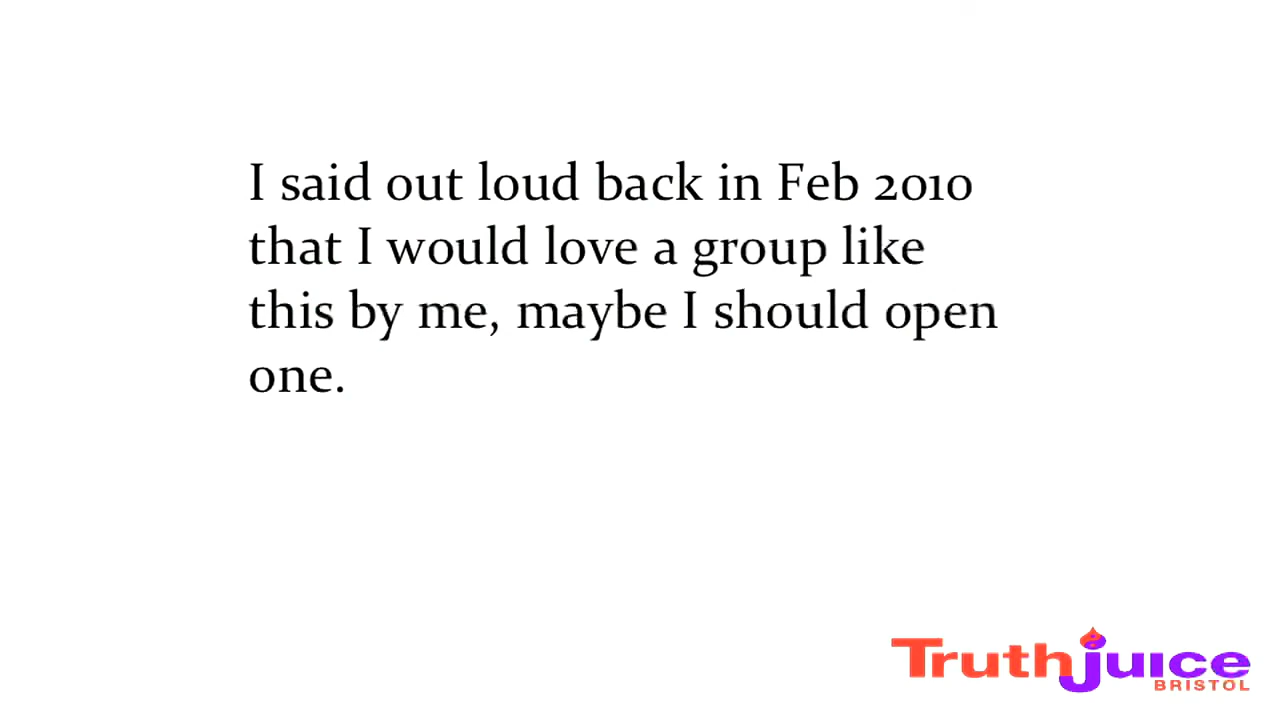 I said out loud back in Feb 2010
that I would love a group like
this by me, maybe I should open
one.
Truthjuice
BRISTOL